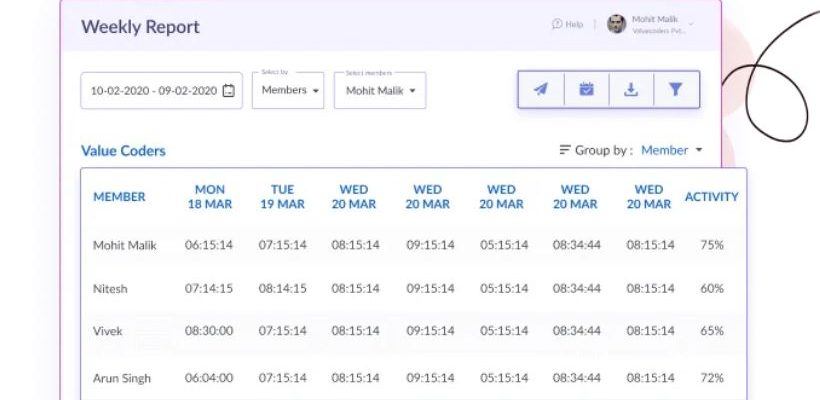 Weekly Report
Help
Mohit Malik
Valuecoders Pvt...
Select by
Select members
10-02-2020 - 09-02-2020
Members
Mohit Malik
Value Coders
Group by : Member
MEMBER MON 18 MAR TUE 19 MAR WED 20 MAR WED 20 MAR WED 20 MAR WED 20 MAR WED 20 MAR ACTIVITY
Mohit Malik 06:15:14 07:15:14 08:15:14 09:15:14 05:15:14 08:34:44 08:15:14 75%
Nitesh 07:14:15 08:14:15 08:15:14 09:15:14 05:15:14 08:34:44 08:15:14 60%
Vivek 08:30:00 07:15:14 08:15:14 09:15:14 05:15:14 08:34:44 08:15:14 65%
Arun Singh 06:04:00 07:15:14 08:15:14 09:15:14 05:15:14 08:34:44 08:15:14 72%